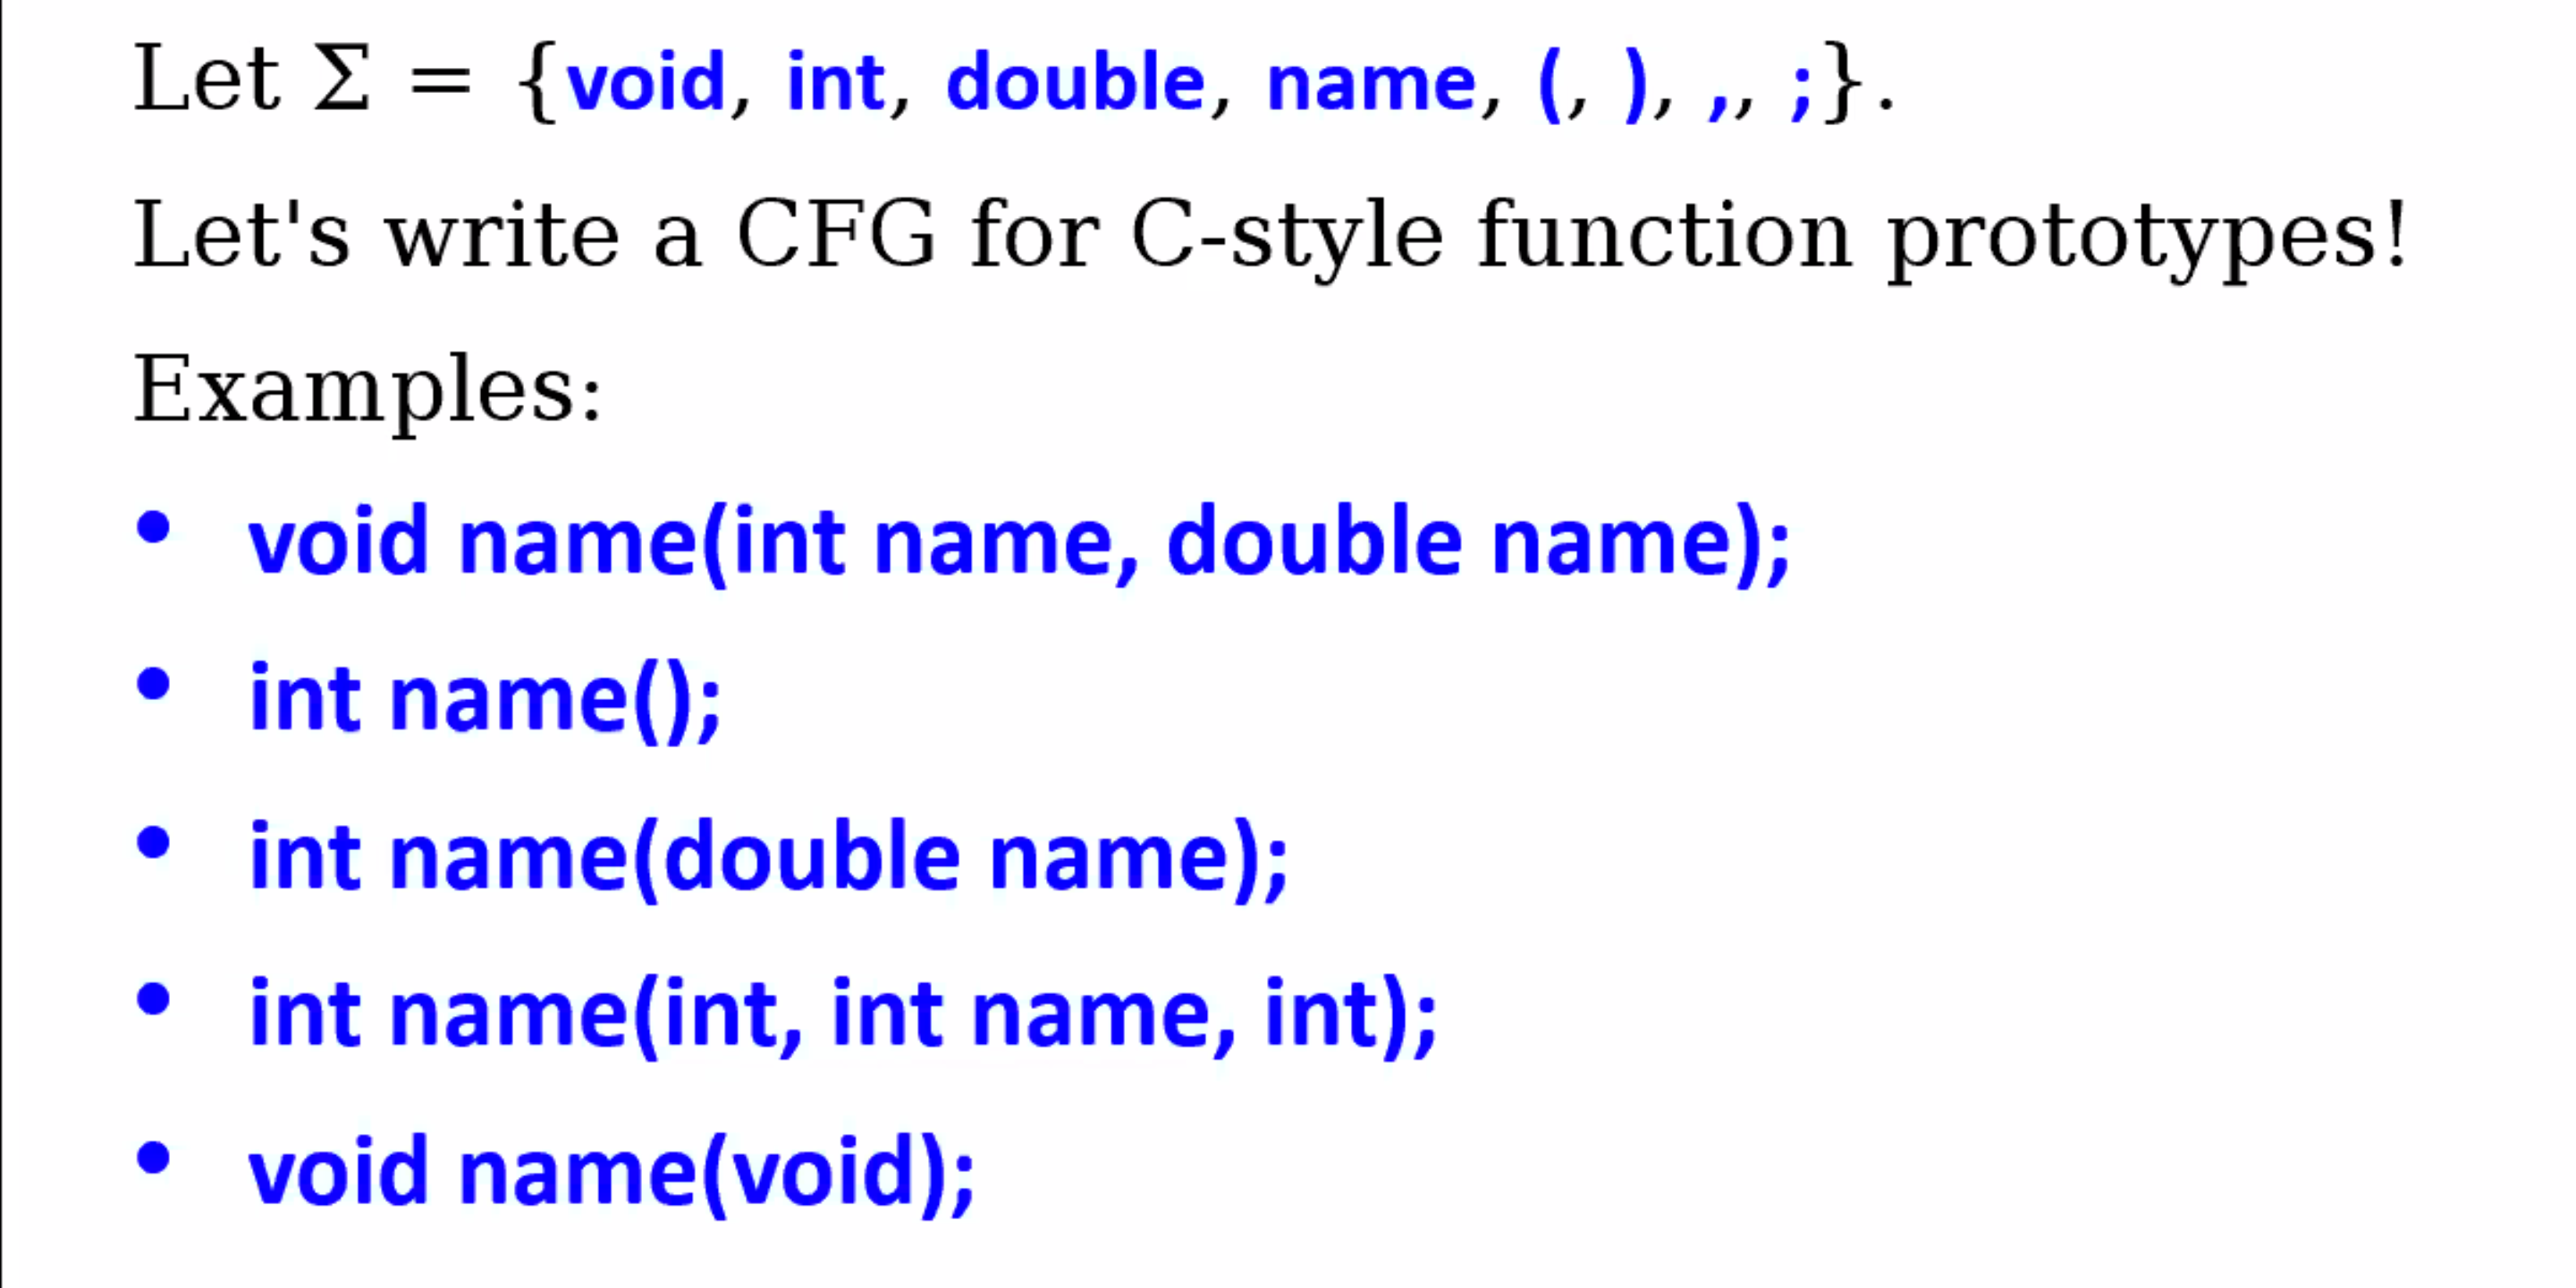 Let Σ = {void, int, double, name, (, ), ,, ;}.
Let's write a CFG for C-style function prototypes!
Examples:
• void name(int name, double name);
• int name();
• int name(double name);
• int name(int, int name, int);
• void name(void);